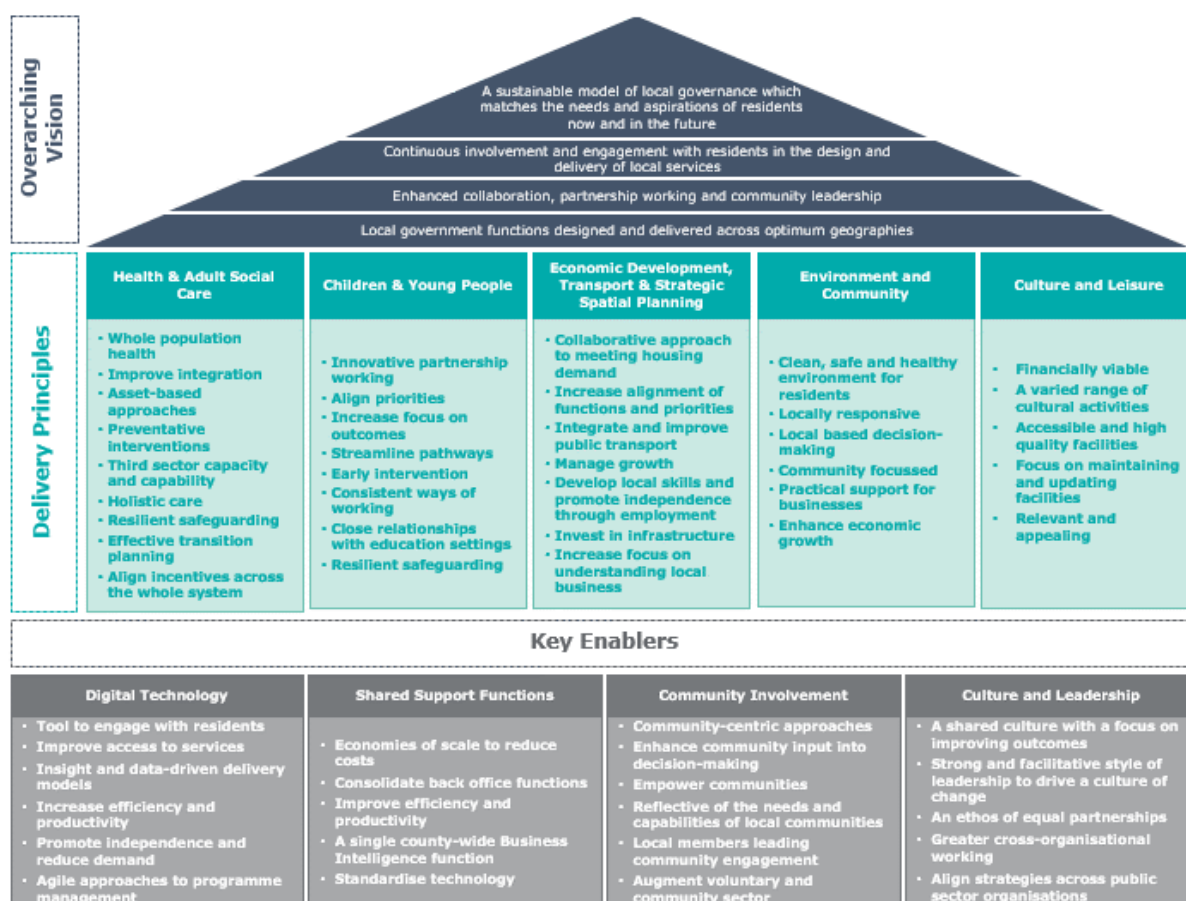 Overarching
Vision
A sustainable model of local governance which
matches the needs and aspirations of residents
now and in the future
Continuous involvement and engagement with residents in the design and
delivery of local services
Enhanced collaboration, partnership working and community leadership
Local government functions designed and delivered across optimum geographies
Delivery Principles
Health & Adult Social
Care
• Whole population
health
• Improve integration
• Asset-based
approaches
• Preventative
interventions
• Third sector capacity
and capability
• Holistic care
• Resilient safeguarding
• Effective transition
planning
• Align incentives across
the whole system
Children & Young People
• Innovative partnership
working
• Align priorities
• Increase focus on
outcomes
• Streamline pathways
• Early intervention
• Consistent ways of
working
• Close relationships
with education settings
• Resilient safeguarding
Economic Development,
Transport & Strategic
Spatial Planning
• Collaborative approach
to meeting housing
demand
• Increase alignment of
functions and priorities
• Integrate and improve
public transport
• Manage growth
• Develop local skills and
promote independence
through employment
• Invest in infrastructure
• Increase focus on
understanding local
business
Environment and
Community
• Clean, safe and healthy
environment for
residents
• Locally responsive
• Local based decision-
making
• Community focussed
• Practical support for
businesses
• Enhance economic
growth
Culture and Leisure
• Financially viable
• A varied range of
cultural activities
• Accessible and high
quality facilities
• Focus on maintaining
and updating
facilities
• Relevant and
appealing
Key Enablers
Digital Technology
• Tool to engage with residents
• Improve access to services
• Insight and data-driven delivery
models
• Increase efficiency and
productivity
• Promote independence and
reduce demand
• Agile approaches to programme
management
Shared Support Functions
• Economies of scale to reduce
costs
• Consolidate back office functions
• Improve efficiency and
productivity
• A single county-wide Business
Intelligence function
• Standardise technology
Community Involvement
• Community-centric approaches
• Enhance community input into
decision-making
• Empower communities
• Reflective of the needs and
capabilities of local communities
• Local members leading
community engagement
• Augment voluntary and
community sector
Culture and Leadership
• A shared culture with a focus on
improving outcomes
• Strong and facilitative style of
leadership to drive a culture of
change
• An ethos of equal partnerships
• Greater cross-organisational
working
• Align strategies across public
sector organisations